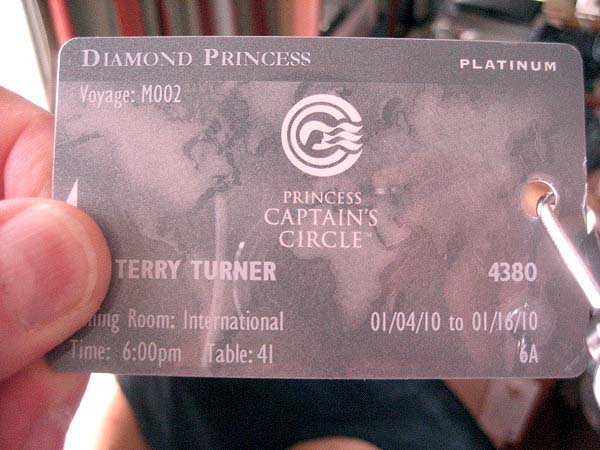 DIAMOND PRINCESS PLATINUM
Voyage: M002
PRINCESS
CAPTAIN'S
CIRCLE™
TERRY TURNER 4380
Room: International 01/04/10 to 01/16/10
Time: 6:00pm Table: 41 6A